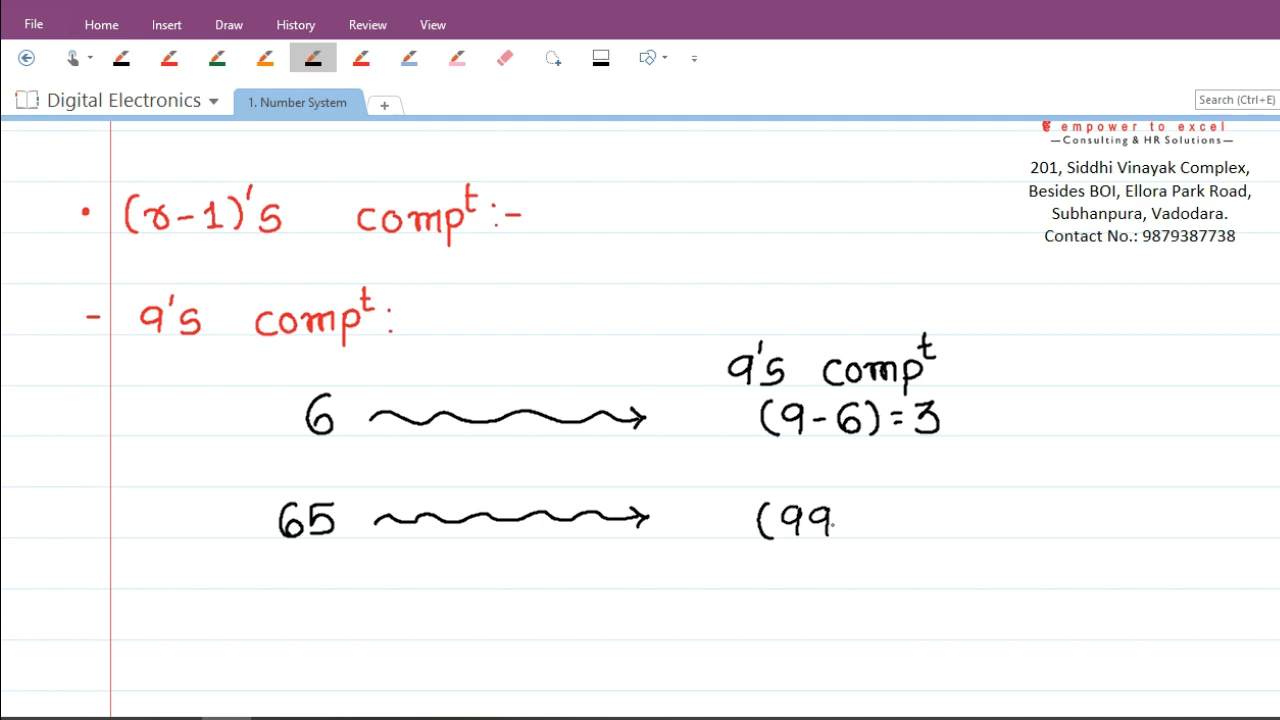 File Home Insert Draw History Review View
Digital Electronics 1. Number System + Search (Ctrl+E)
empower to excel
—Consulting & HR Solutions—
201, Siddhi Vinayak Complex,
Besides BOI, Ellora Park Road,
Subhanpura, Vadodara.
Contact No.: 9879387738
• (r-1)'s compt :-
- 9's compt :
9's compt
6 (9-6)=3
65 (99